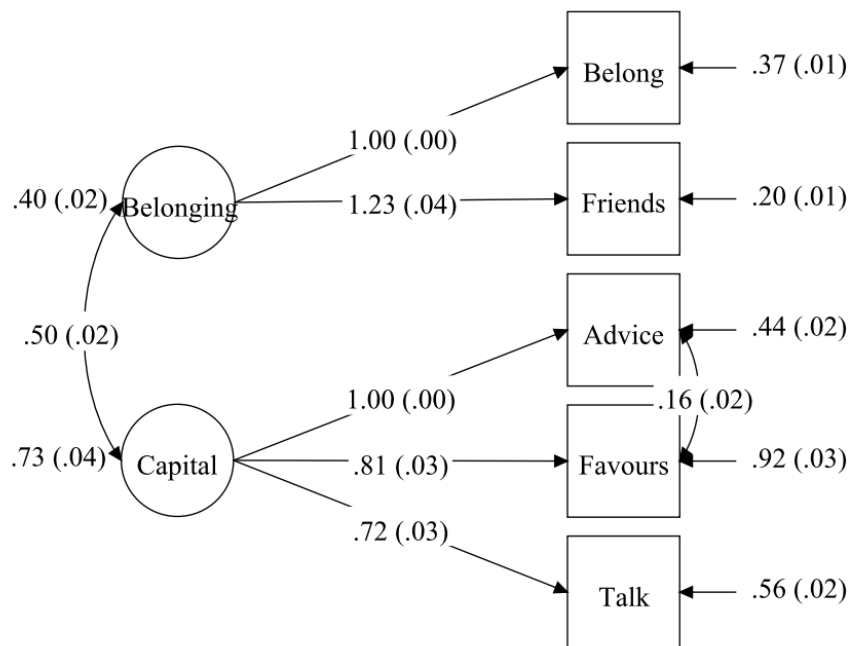 Belong
.37 (.01)
1.00 (.00)
.40 (.02)
Belonging
1.23 (.04)
Friends
.20 (.01)
.50 (.02)
Advice
.44 (.02)
1.00 (.00)
.16 (.02)
.73 (.04)
Capital
.81 (.03)
Favours
.92 (.03)
.72 (.03)
Talk
.56 (.02)